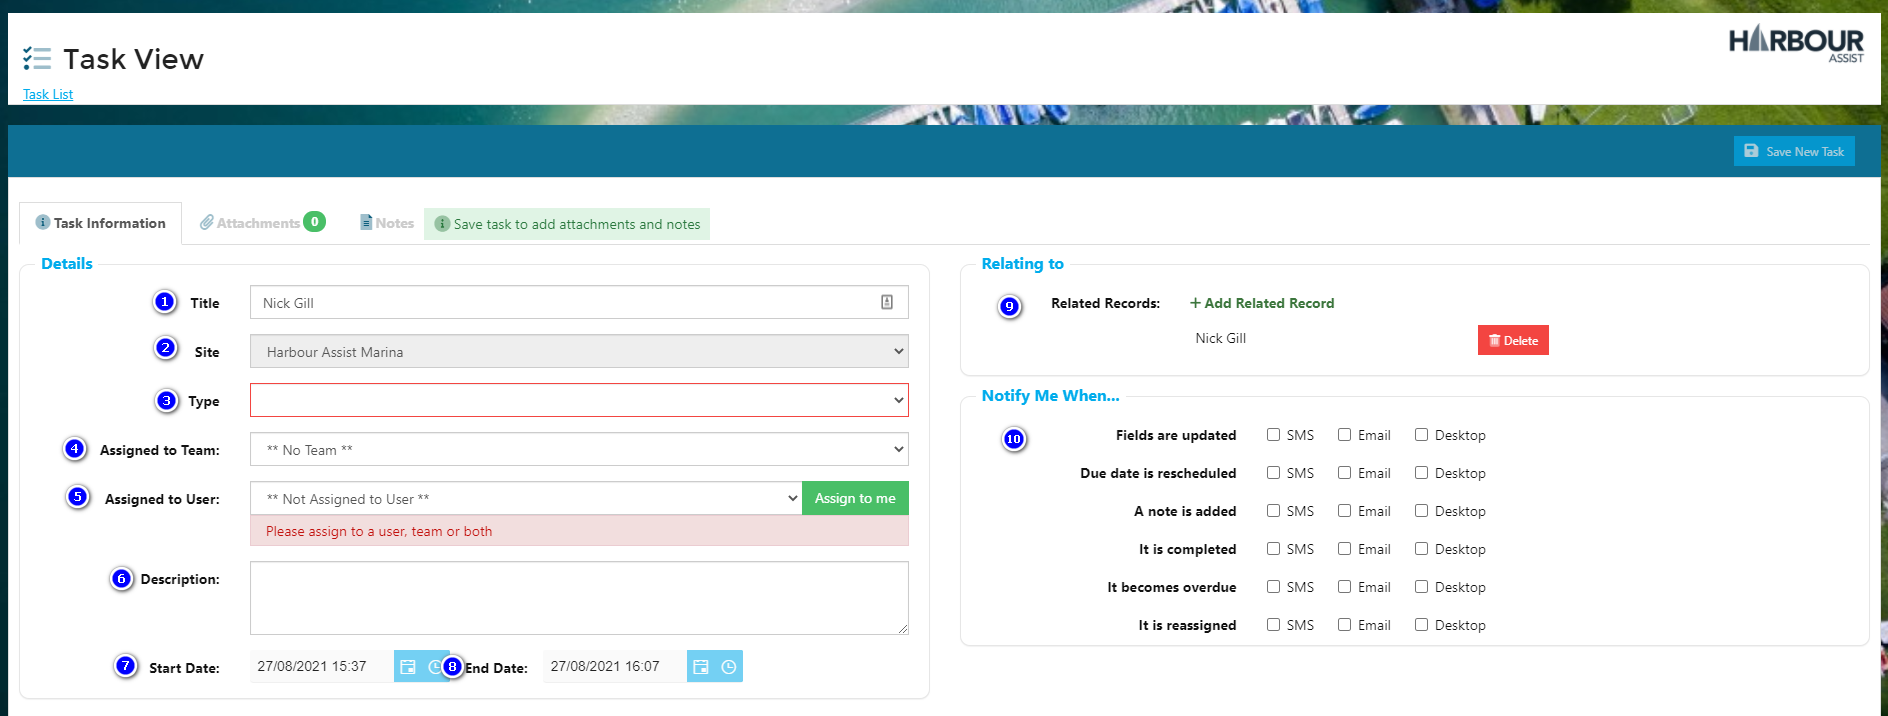 Task View
HARBOUR
ASSIST
Task List
Save New Task
Task Information
Attachments 0
Notes
Save task to add attachments and notes
Details
1 Title Nick Gill
2 Site Harbour Assist Marina
3 Type
4 Assigned to Team: ** No Team **
5 Assigned to User: ** Not Assigned to User ** Assign to me
Please assign to a user, team or both
6 Description:
7 Start Date: 27/08/2021 15:37 8 End Date: 27/08/2021 16:07
Relating to
9 Related Records: + Add Related Record
Nick Gill Delete
Notify Me When...
10 Fields are updated SMS Email Desktop
Due date is rescheduled SMS Email Desktop
A note is added SMS Email Desktop
It is completed SMS Email Desktop
It becomes overdue SMS Email Desktop
It is reassigned SMS Email Desktop